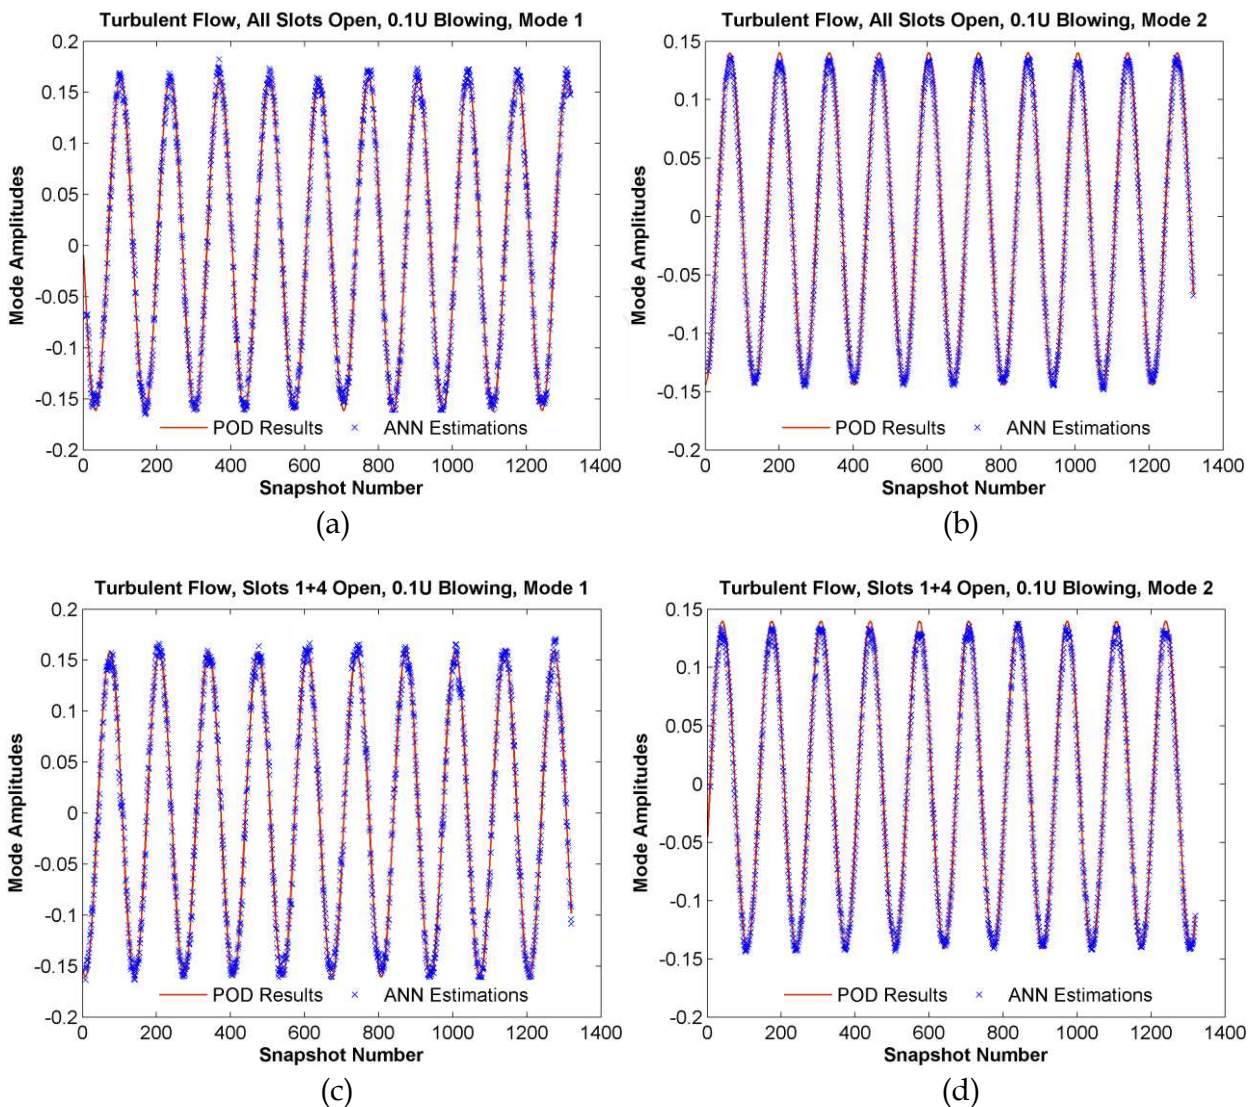 Turbulent Flow, All Slots Open, 0.1U Blowing, Mode 1
0.2
0.15
0.1
0.05
0
-0.05
-0.1
-0.15
-0.2
Mode Amplitudes
POD Results
ANN Estimations
0 200 400 600 800 1000 1200 1400
Snapshot Number
(a)
Turbulent Flow, All Slots Open, 0.1U Blowing, Mode 2
0.15
0.1
0.05
0
-0.05
-0.1
-0.15
-0.2
Mode Amplitudes
POD Results
ANN Estimations
0 200 400 600 800 1000 1200 1400
Snapshot Number
(b)
Turbulent Flow, Slots 1+4 Open, 0.1U Blowing, Mode 1
0.2
0.15
0.1
0.05
0
-0.05
-0.1
-0.15
-0.2
Mode Amplitudes
POD Results
ANN Estimations
0 200 400 600 800 1000 1200 1400
Snapshot Number
(c)
Turbulent Flow, Slots 1+4 Open, 0.1U Blowing, Mode 2
0.15
0.1
0.05
0
-0.05
-0.1
-0.15
-0.2
Mode Amplitudes
POD Results
ANN Estimations
0 200 400 600 800 1000 1200 1400
Snapshot Number
(d)